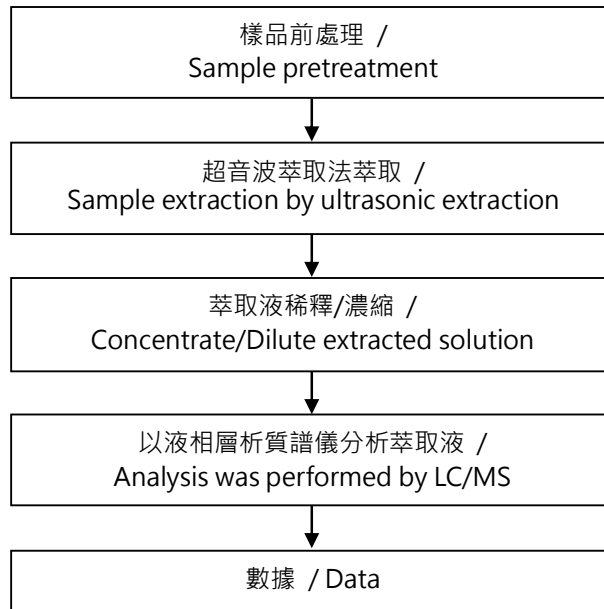 樣品前處理 /
Sample pretreatment
超音波萃取法萃取 /
Sample extraction by ultrasonic extraction
萃取液稀釋/濃縮 /
Concentrate/Dilute extracted solution
以液相層析質譜儀分析萃取液 /
Analysis was performed by LC/MS
數據 / Data